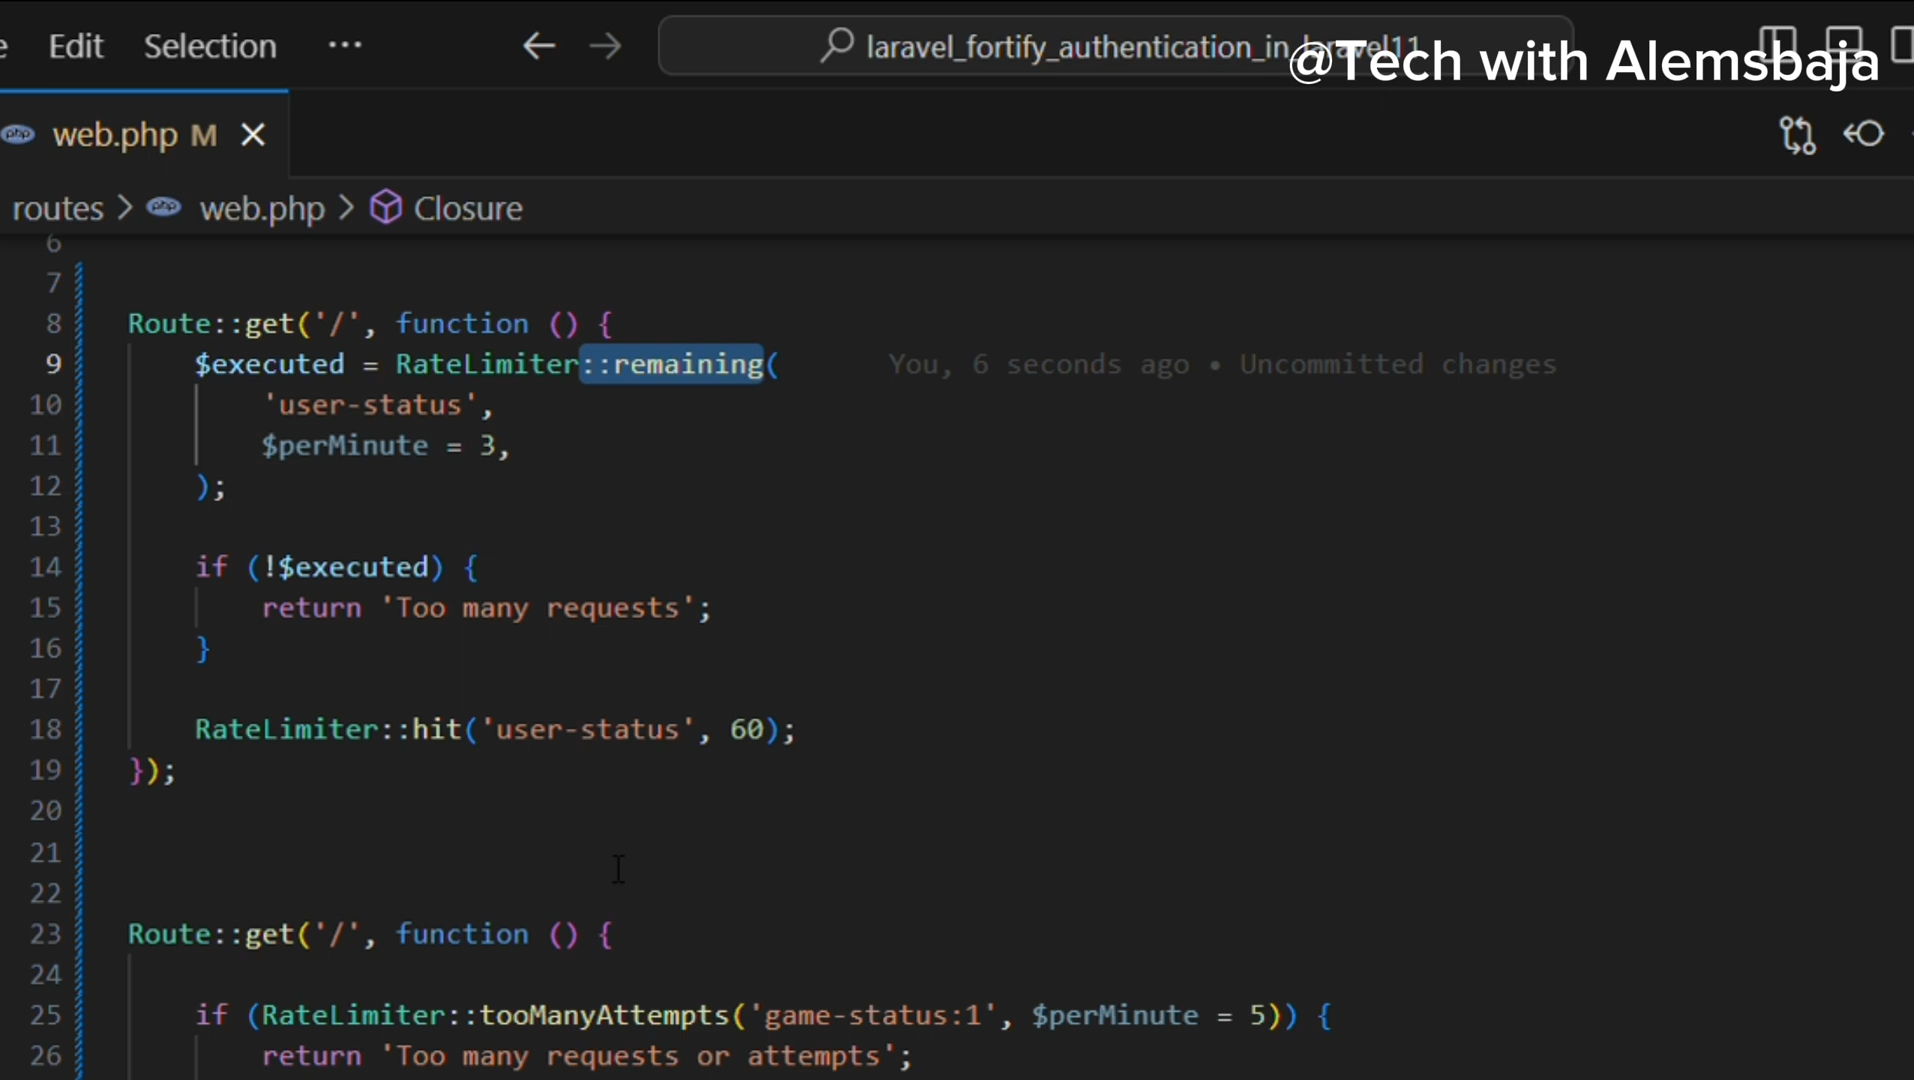 Edit Selection ···
laravel_fortify_authentication_in_laravel11
@Tech with Alemsbaja
php web.php M
routes > php web.php > Closure
6
7
8 Route::get('/', function () {
9 $executed = RateLimiter::remaining( You, 6 seconds ago • Uncommitted changes
10 'user-status',
11 $perMinute = 3,
12 );
13
14 if (!$executed) {
15 return 'Too many requests';
16 }
17
18 RateLimiter::hit('user-status', 60);
19 });
20
21
22
23 Route::get('/', function () {
24
25 if (RateLimiter::tooManyAttempts('game-status:1', $perMinute = 5)) {
26 return 'Too many requests or attempts';